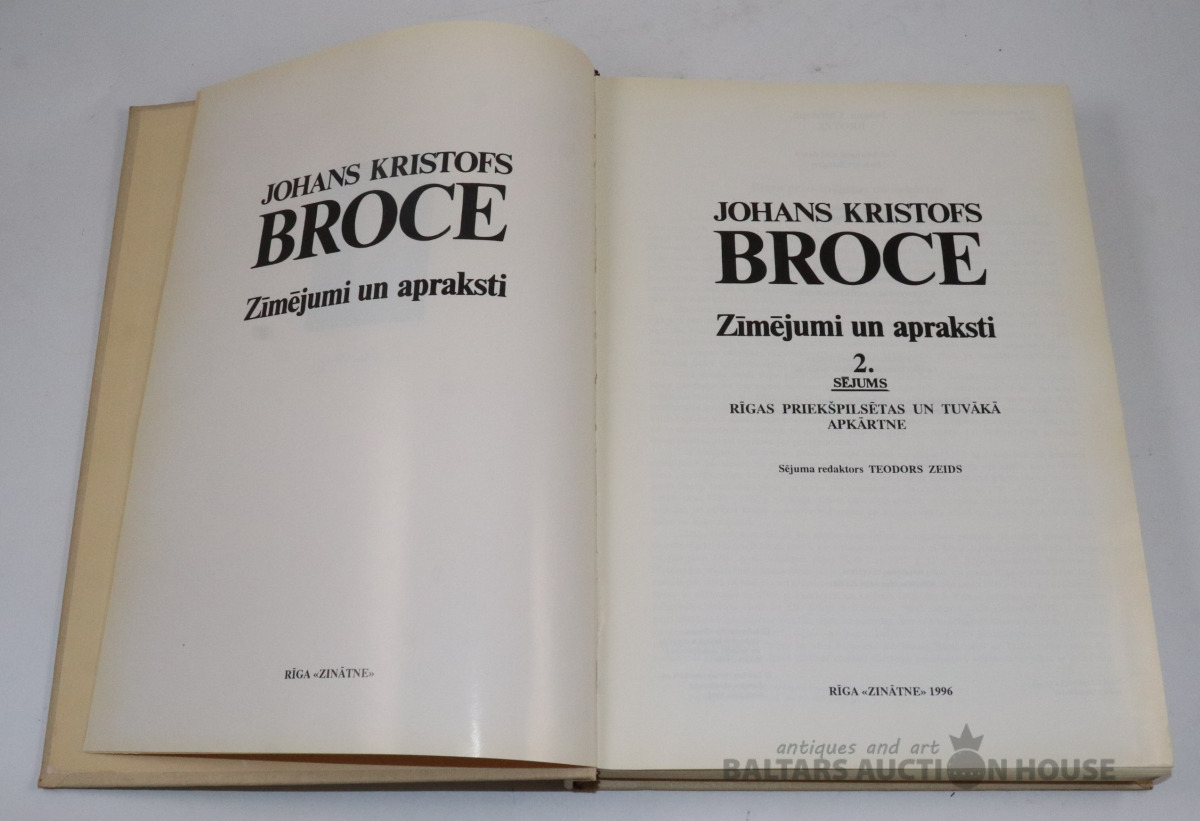 JOHANS KRISTOFS
BROCE
Zīmējumi un apraksti
RĪGA «ZINĀTNE»
JOHANS KRISTOFS
BROCE
Zīmējumi un apraksti
2.
SĒJUMS
RĪGAS PRIEKŠPILSĒTAS UN TUVĀKĀ
APKĀRTNE
Sējuma redaktors TEODORS ZEIDS
RĪGA «ZINĀTNE» 1996
antiques and art
BALTARS AUCTION HOUSE